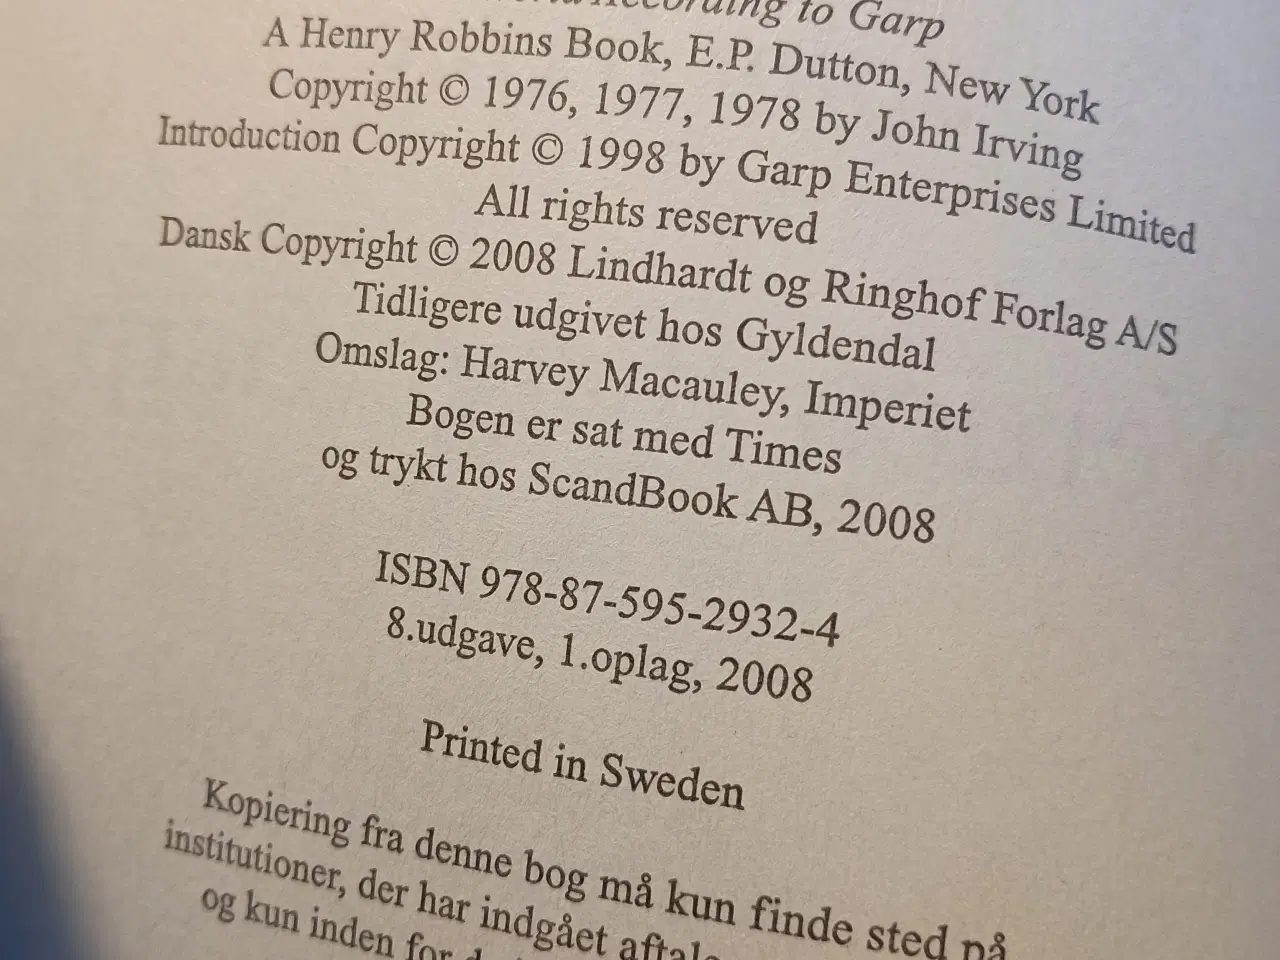 According to Garp
A Henry Robbins Book, E.P. Dutton, New York
Copyright © 1976, 1977, 1978 by John Irving
Introduction Copyright © 1998 by Garp Enterprises Limited
All rights reserved
Dansk Copyright © 2008 Lindhardt og Ringhof Forlag A/S
Tidligere udgivet hos Gyldendal
Omslag: Harvey Macauley, Imperiet
Bogen er sat med Times
og trykt hos ScandBook AB, 2008
ISBN 978-87-595-2932-4
8.udgave, 1.oplag, 2008
Printed in Sweden
Kopiering fra denne bog må kun finde sted på
institutioner, der har indgået
og kun inden for